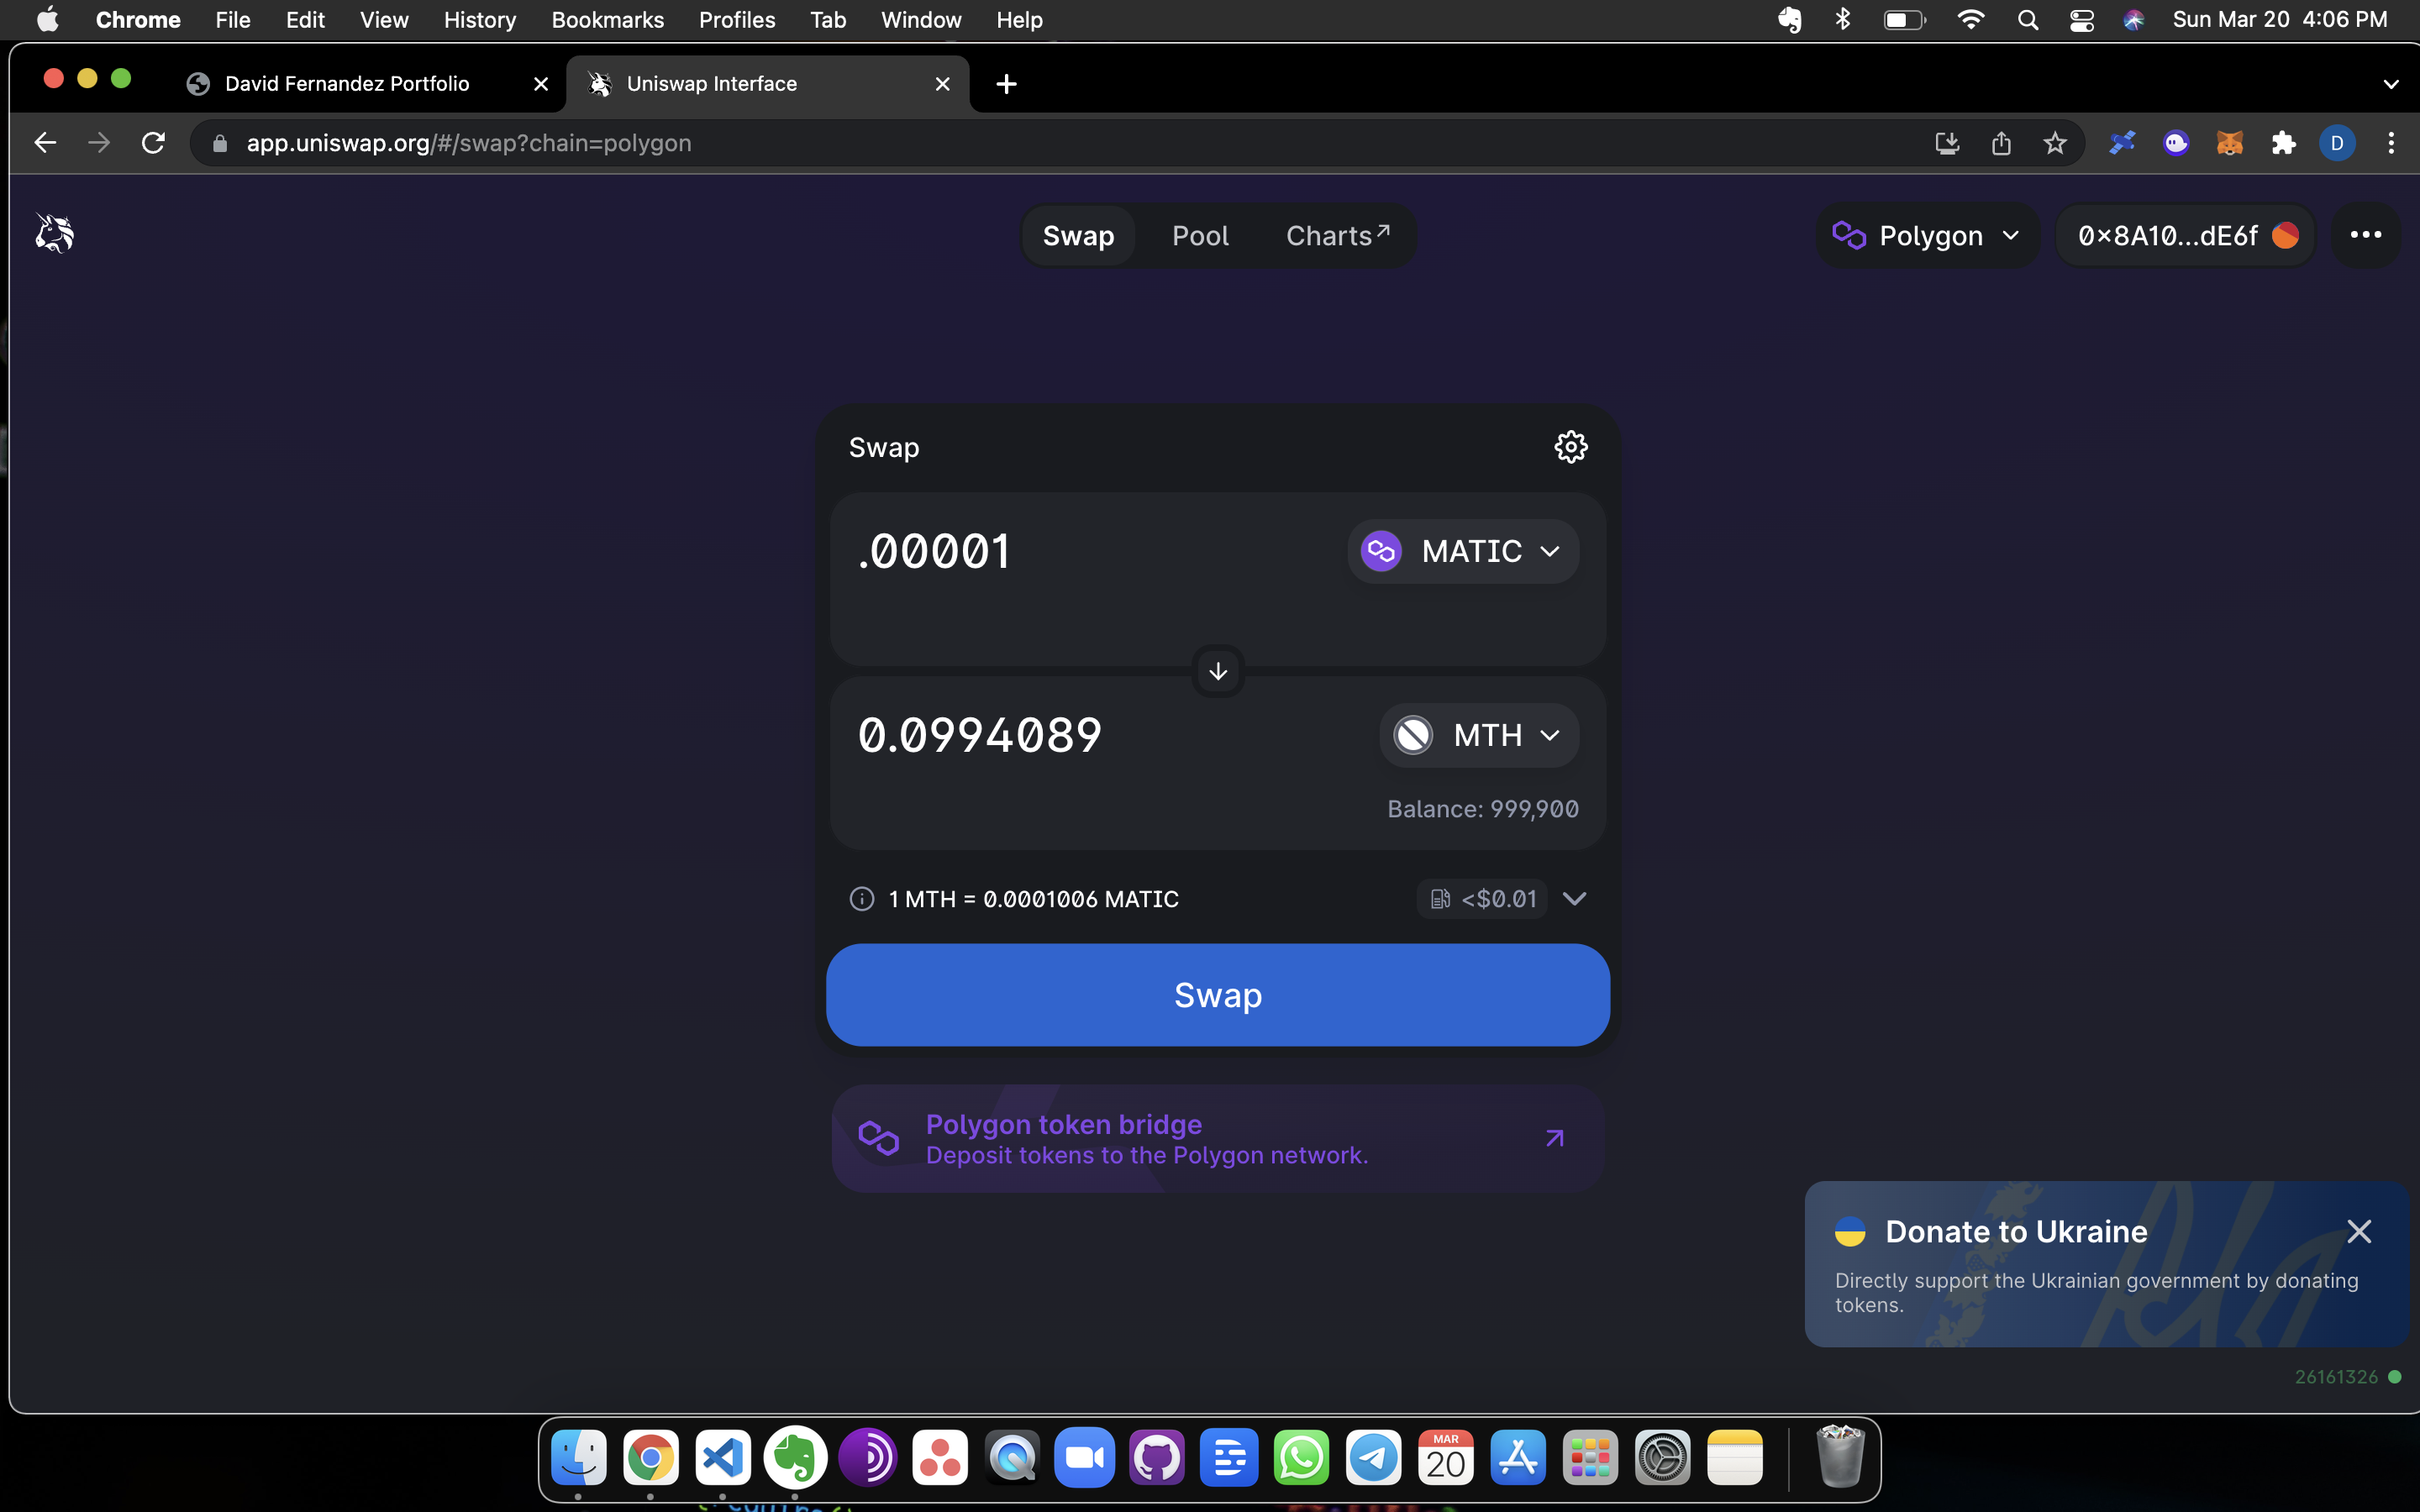 Chrome File Edit View History Bookmarks Profiles Tab Window Help Sun Mar 20 4:06 PM
David Fernandez Portfolio Uniswap Interface
app.uniswap.org/#/swap?chain=polygon D
Swap Pool Charts↗ Polygon 0x8A10...dE6f
Swap
.00001 MATIC
0.0994089 MTH
Balance: 999,900
1 MTH = 0.0001006 MATIC <$0.01
Swap
Polygon token bridge
Deposit tokens to the Polygon network.
Donate to Ukraine
Directly support the Ukrainian government by donating
tokens.
26161326
MAR
20